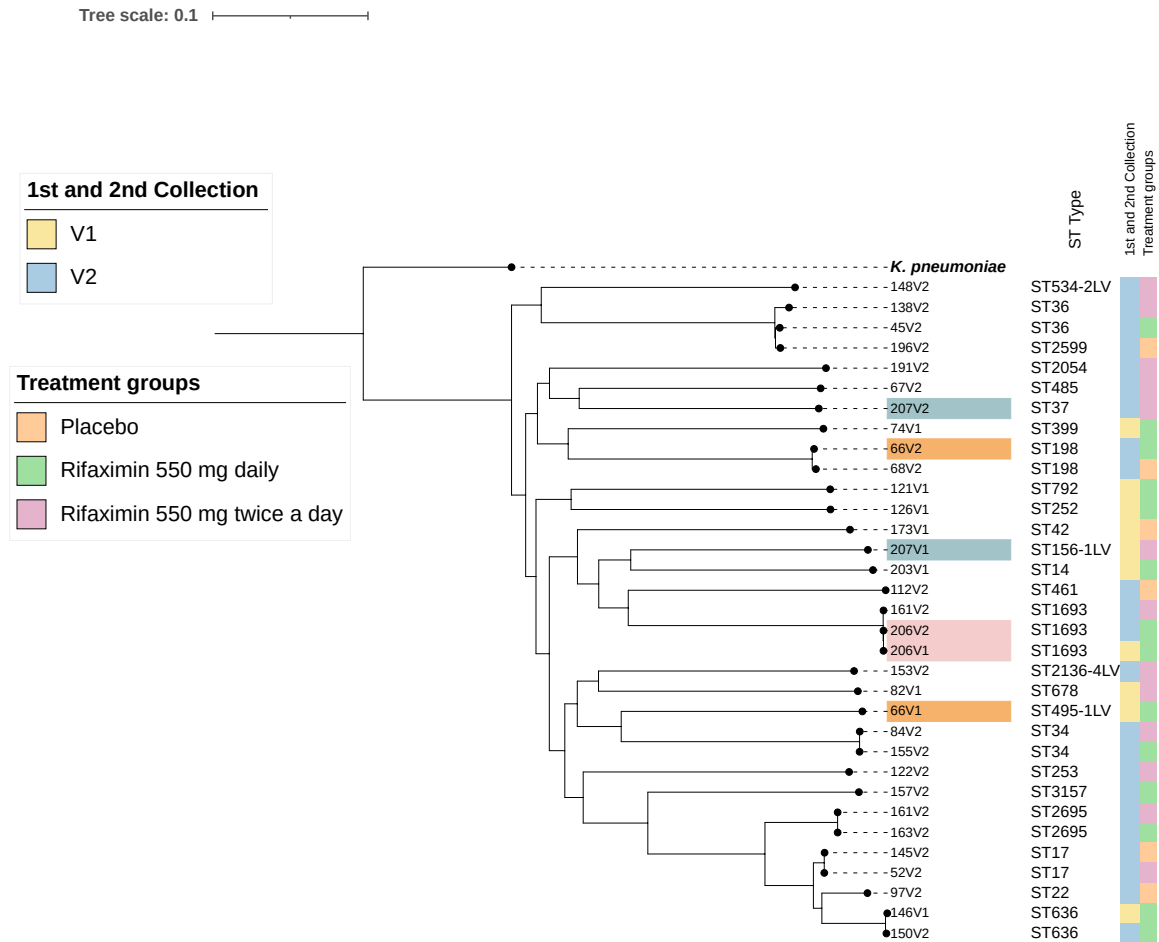 Tree scale: 0.1
1st and 2nd Collection
V1
V2
Treatment groups
Placebo
Rifaximin 550 mg daily
Rifaximin 550 mg twice a day
ST Type
1st and 2nd Collection
Treatment groups
K. pneumoniae
148V2 ST534-2LV
138V2 ST36
45V2 ST36
196V2 ST2599
191V2 ST2054
67V2 ST485
207V2 ST37
74V1 ST399
66V2 ST198
68V2 ST198
121V1 ST792
126V1 ST252
173V1 ST42
207V1 ST156-1LV
203V1 ST14
112V2 ST461
161V2 ST1693
206V2 ST1693
206V1 ST1693
153V2 ST2136-4LV
82V1 ST678
66V1 ST495-1LV
84V2 ST34
155V2 ST34
122V2 ST253
157V2 ST3157
161V2 ST2695
163V2 ST2695
145V2 ST17
52V2 ST17
97V2 ST22
146V1 ST636
150V2 ST636